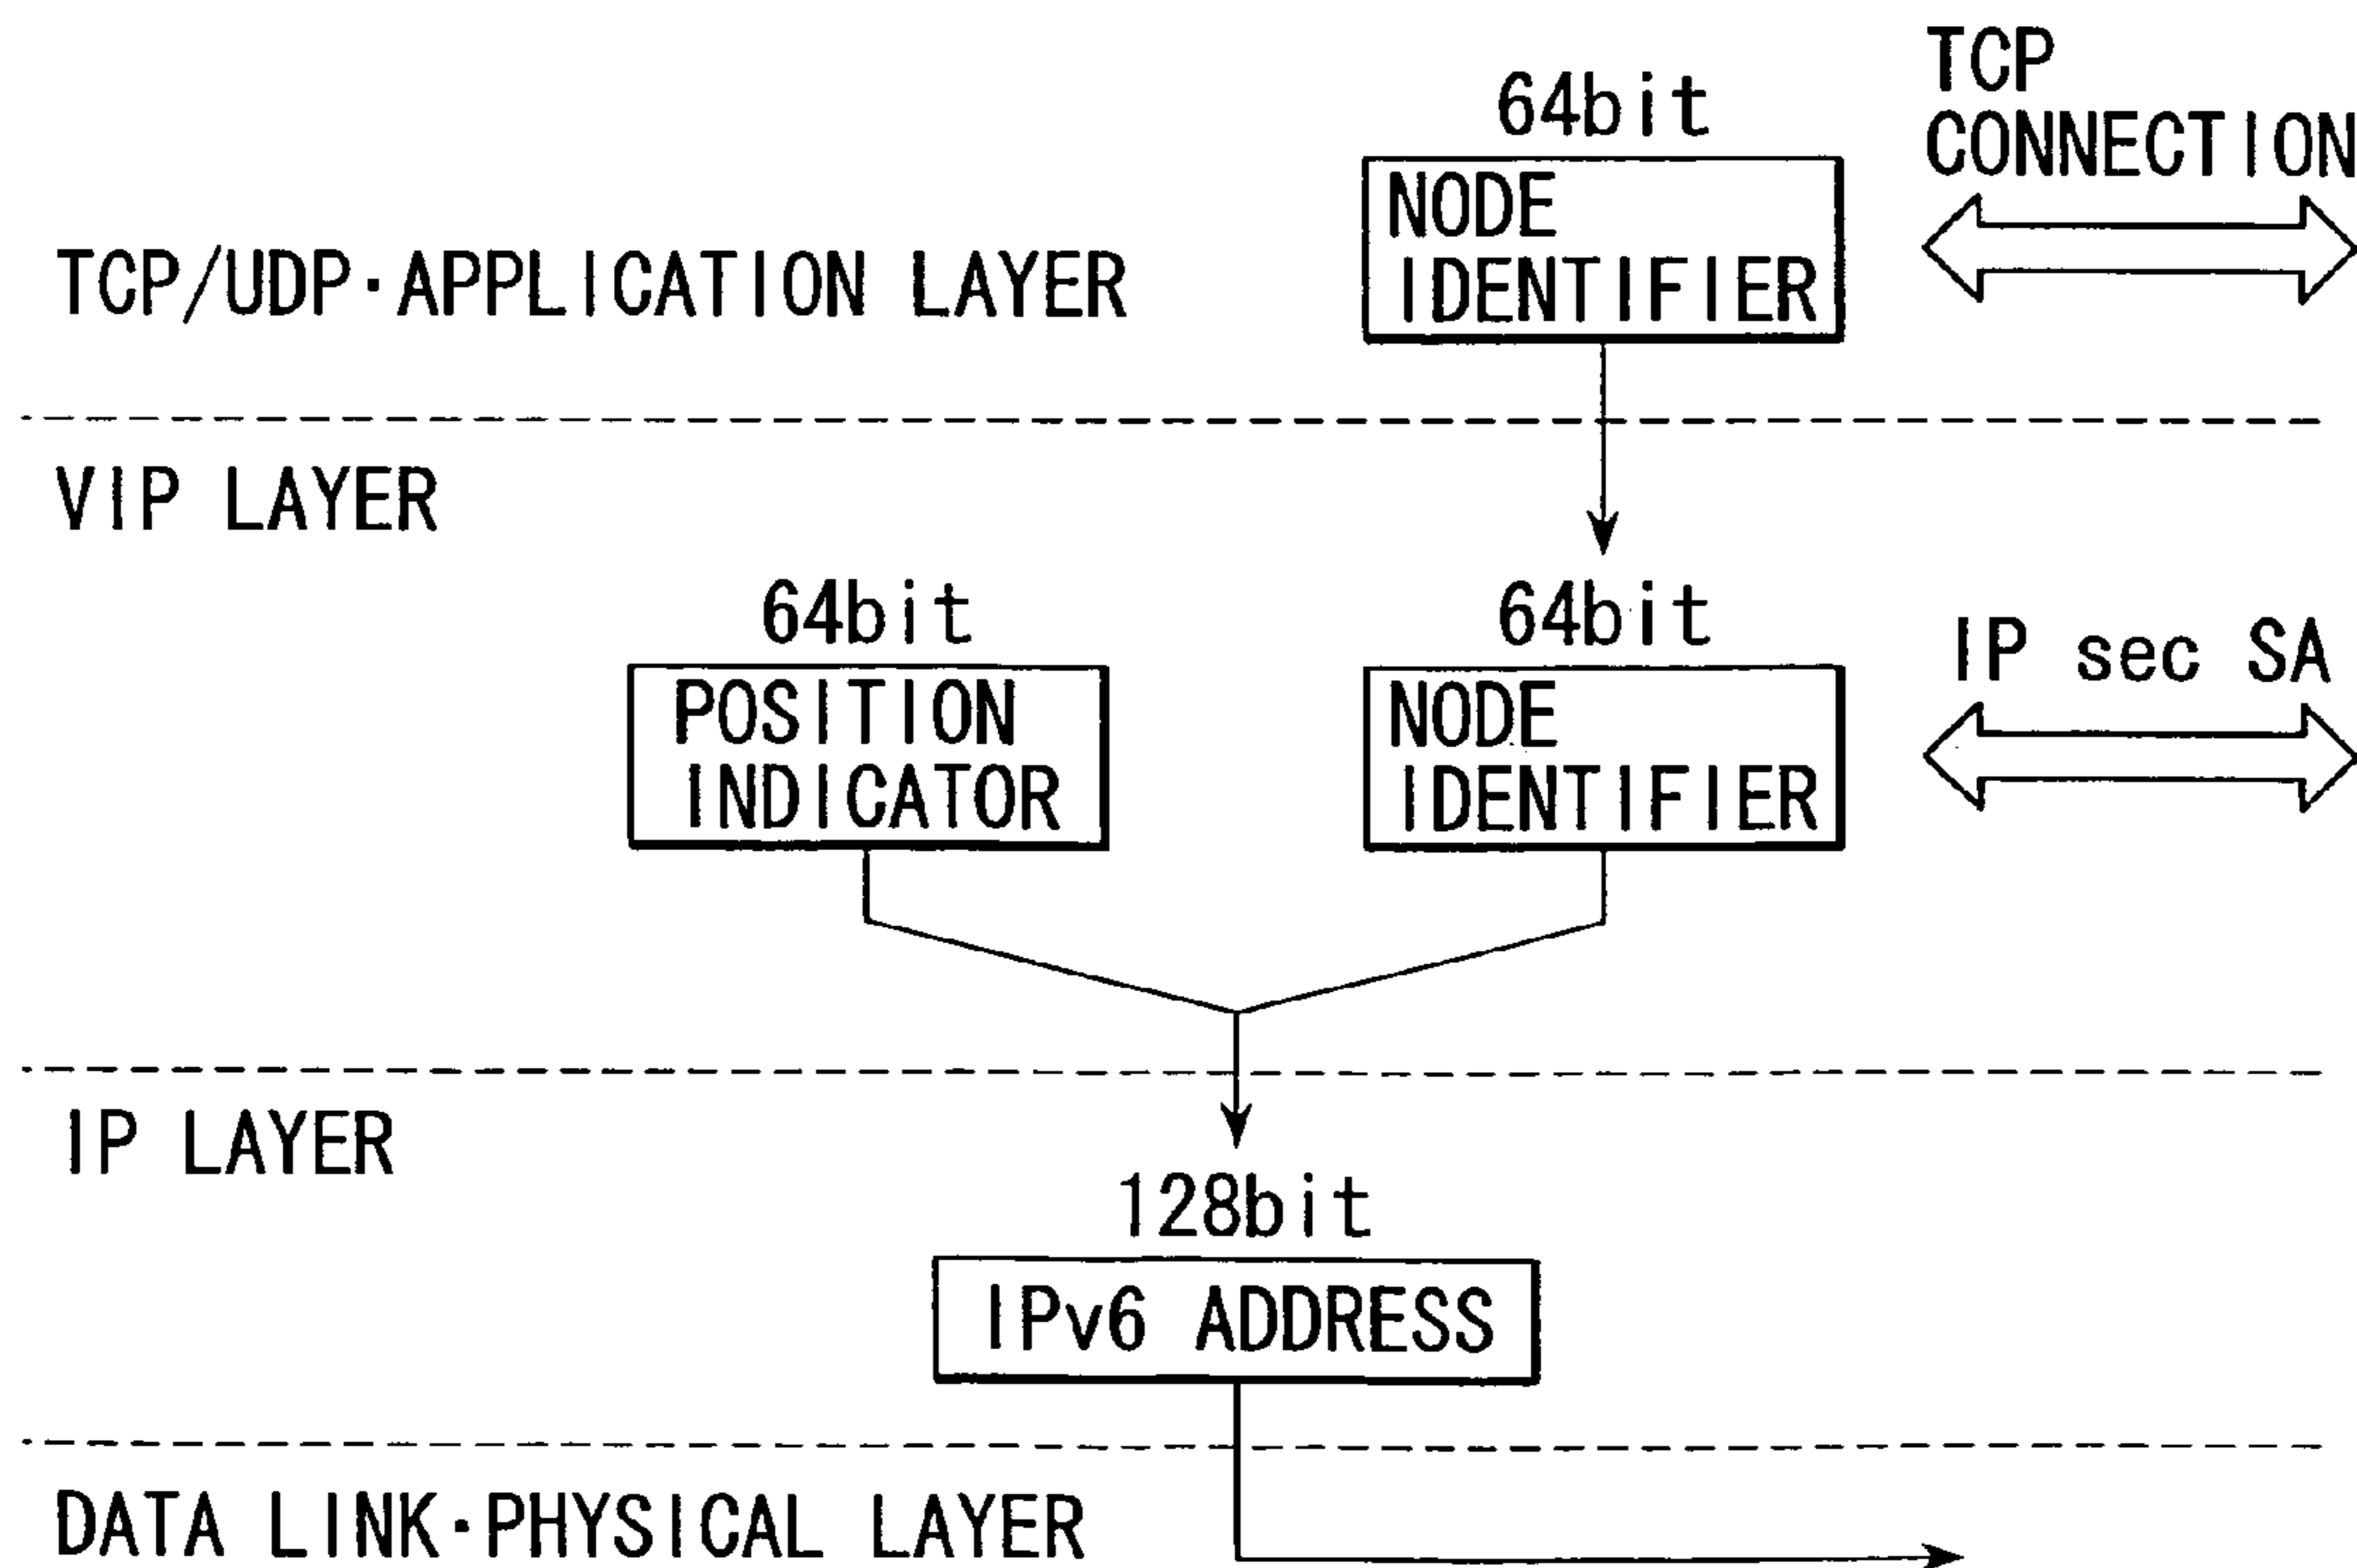 TCP
CONNECTION
64bit
NODE
IDENTIFIER
TCP/UDP·APPLICATION LAYER
VIP LAYER
64bit
64bit
IP sec SA
POSITION
INDICATOR
NODE
IDENTIFIER
IP LAYER
128bit
IPv6 ADDRESS
DATA LINK·PHYSICAL LAYER